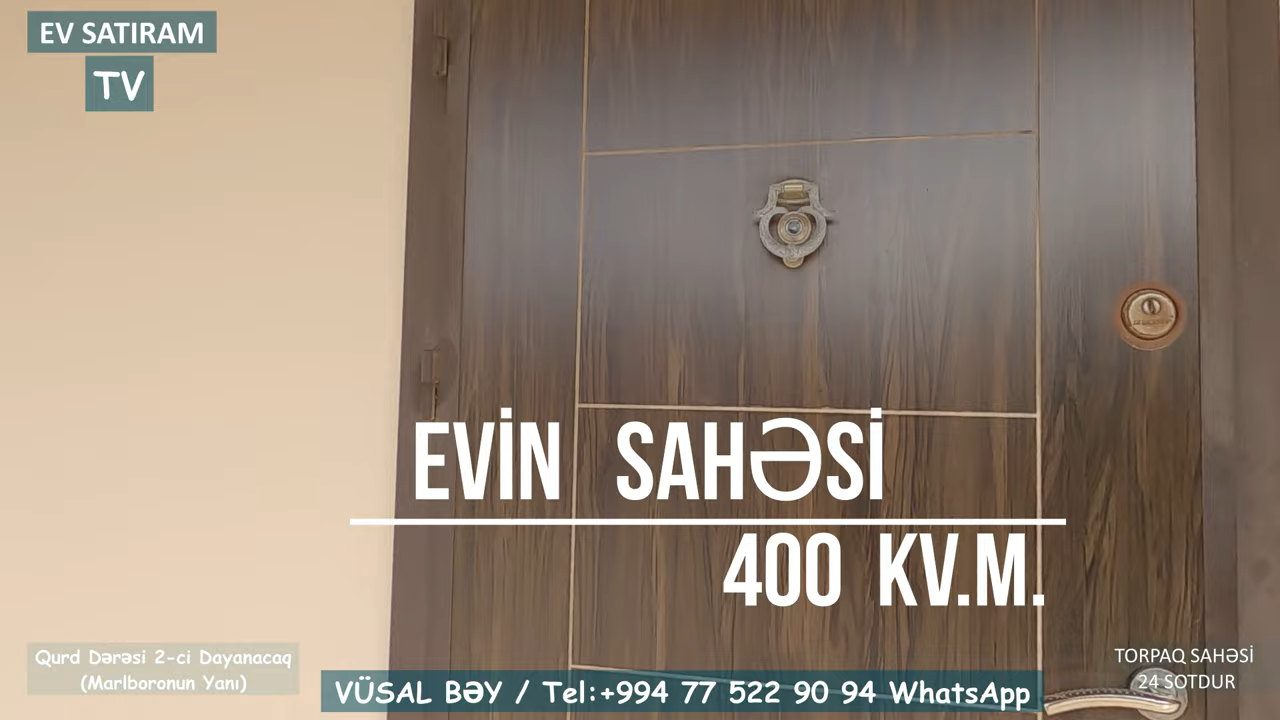 EV SATIRAM
TV
EVİN SAHƏSİ
400 KV.M.
Qurd Dərəsi 2-ci Dayanacaq
(Marlboronun Yanı)
VÜSAL BƏY / Tel:+994 77 522 90 94 WhatsApp
TORPAQ SAHƏSİ
24 SOTDUR